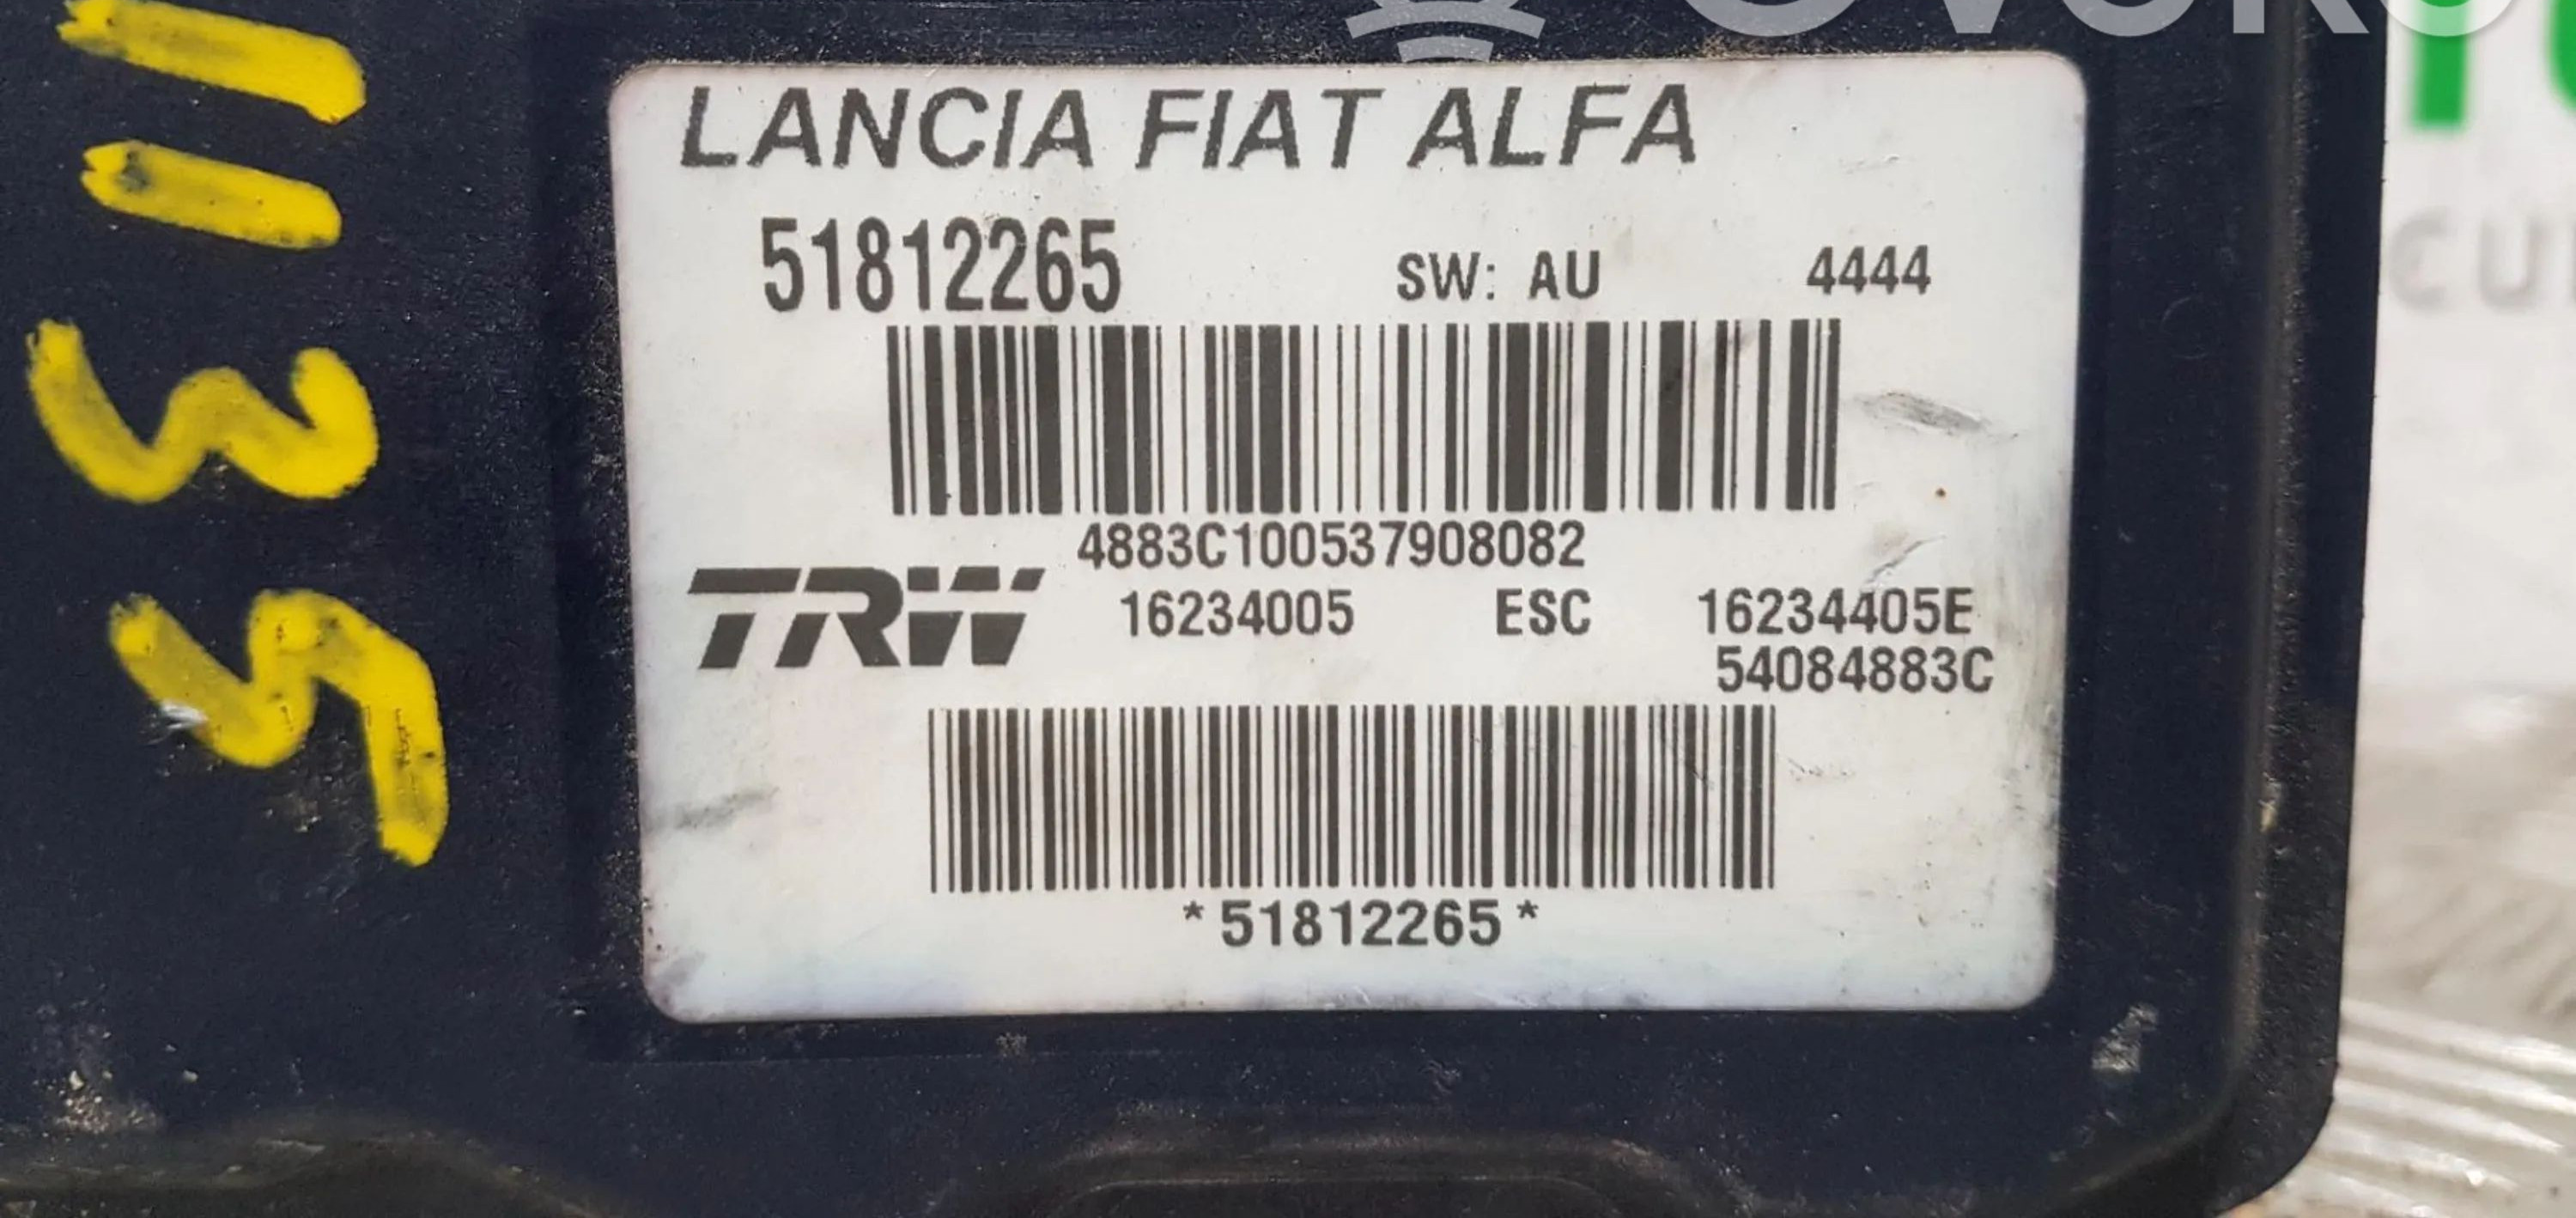 LANCIA FIAT ALFA
51812265 SW: AU 4444
4883C100537908082
TRW 16234005 ESC 16234405E
54084883C
*51812265*